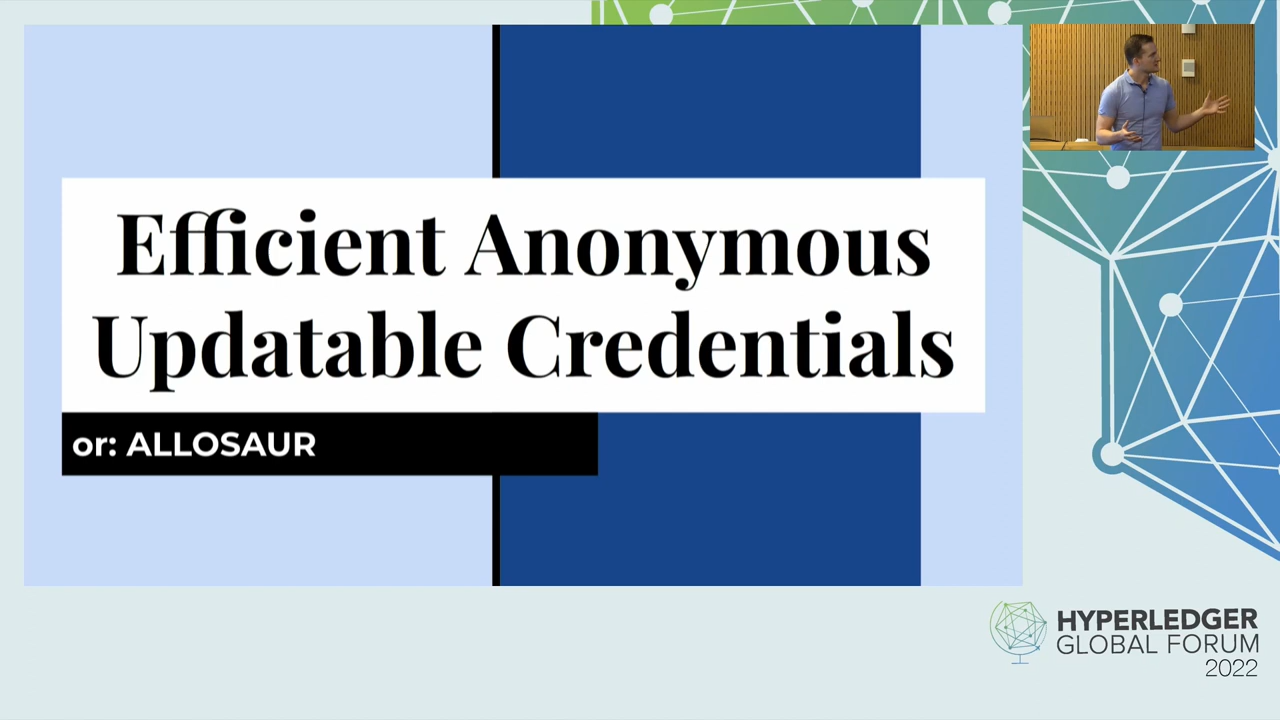 Efficient Anonymous
Updatable Credentials
or: ALLOSAUR
HYPERLEDGER
GLOBAL FORUM
2022